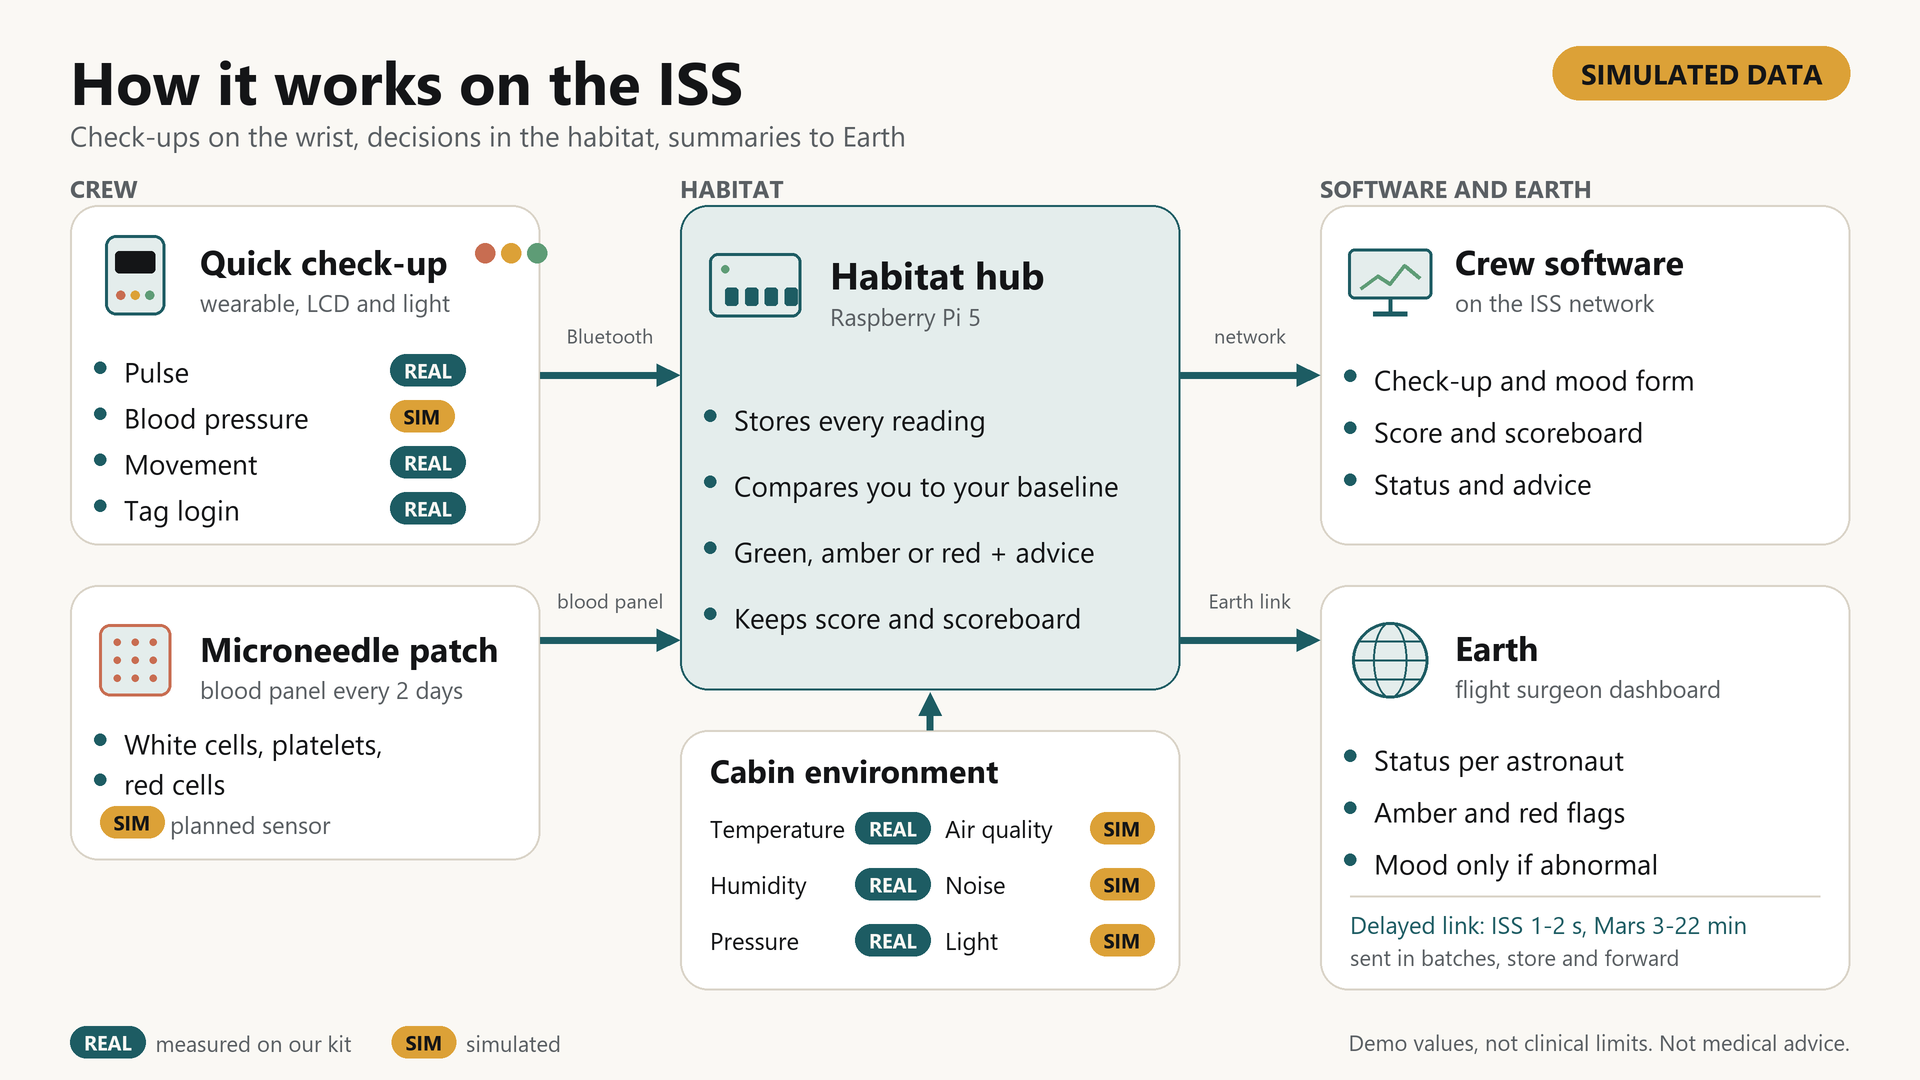 How it works on the ISS
SIMULATED DATA
Check-ups on the wrist, decisions in the habitat, summaries to Earth
CREW
Quick check-up
wearable, LCD and light
Pulse REAL
Blood pressure SIM
Movement REAL
Tag login REAL
Bluetooth
Microneedle patch
blood panel every 2 days
White cells, platelets,
red cells
SIM planned sensor
blood panel
HABITAT
Habitat hub
Raspberry Pi 5
Stores every reading
Compares you to your baseline
Green, amber or red + advice
Keeps score and scoreboard
Cabin environment
Temperature REAL Air quality SIM
Humidity REAL Noise SIM
Pressure REAL Light SIM
network
Earth link
SOFTWARE AND EARTH
Crew software
on the ISS network
Check-up and mood form
Score and scoreboard
Status and advice
Earth
flight surgeon dashboard
Status per astronaut
Amber and red flags
Mood only if abnormal
Delayed link: ISS 1-2 s, Mars 3-22 min
sent in batches, store and forward
REAL measured on our kit SIM simulated
Demo values, not clinical limits. Not medical advice.